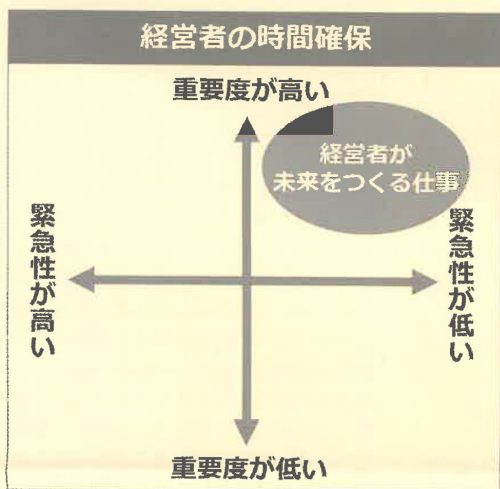 経営者の時間確保
重要度が高い
経営者が
未来をつくる仕事
緊急性が高い
緊急性が低い
重要度が低い